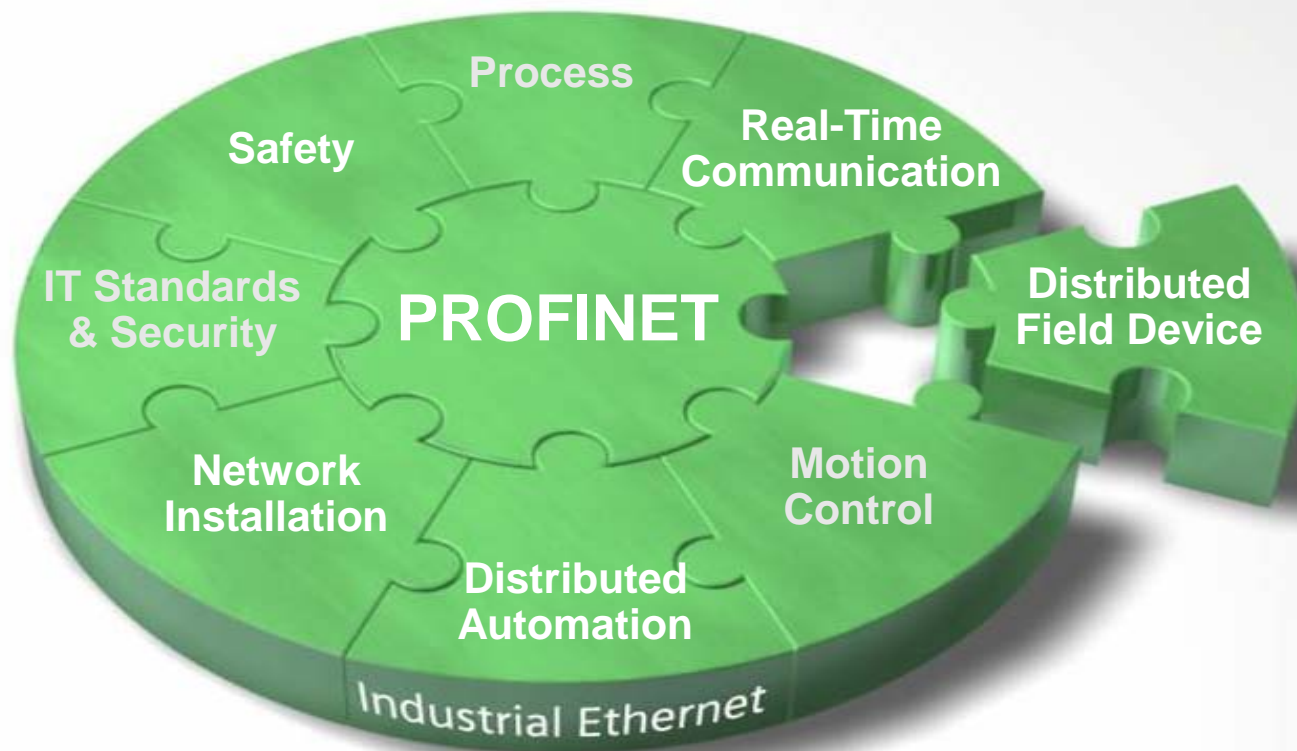 Process
Real-Time
Communication
Safety
Distributed
Field Device
IT Standards
& Security
PROFINET
Network
Installation
Motion
Control
Distributed
Automation
Industrial Ethernet